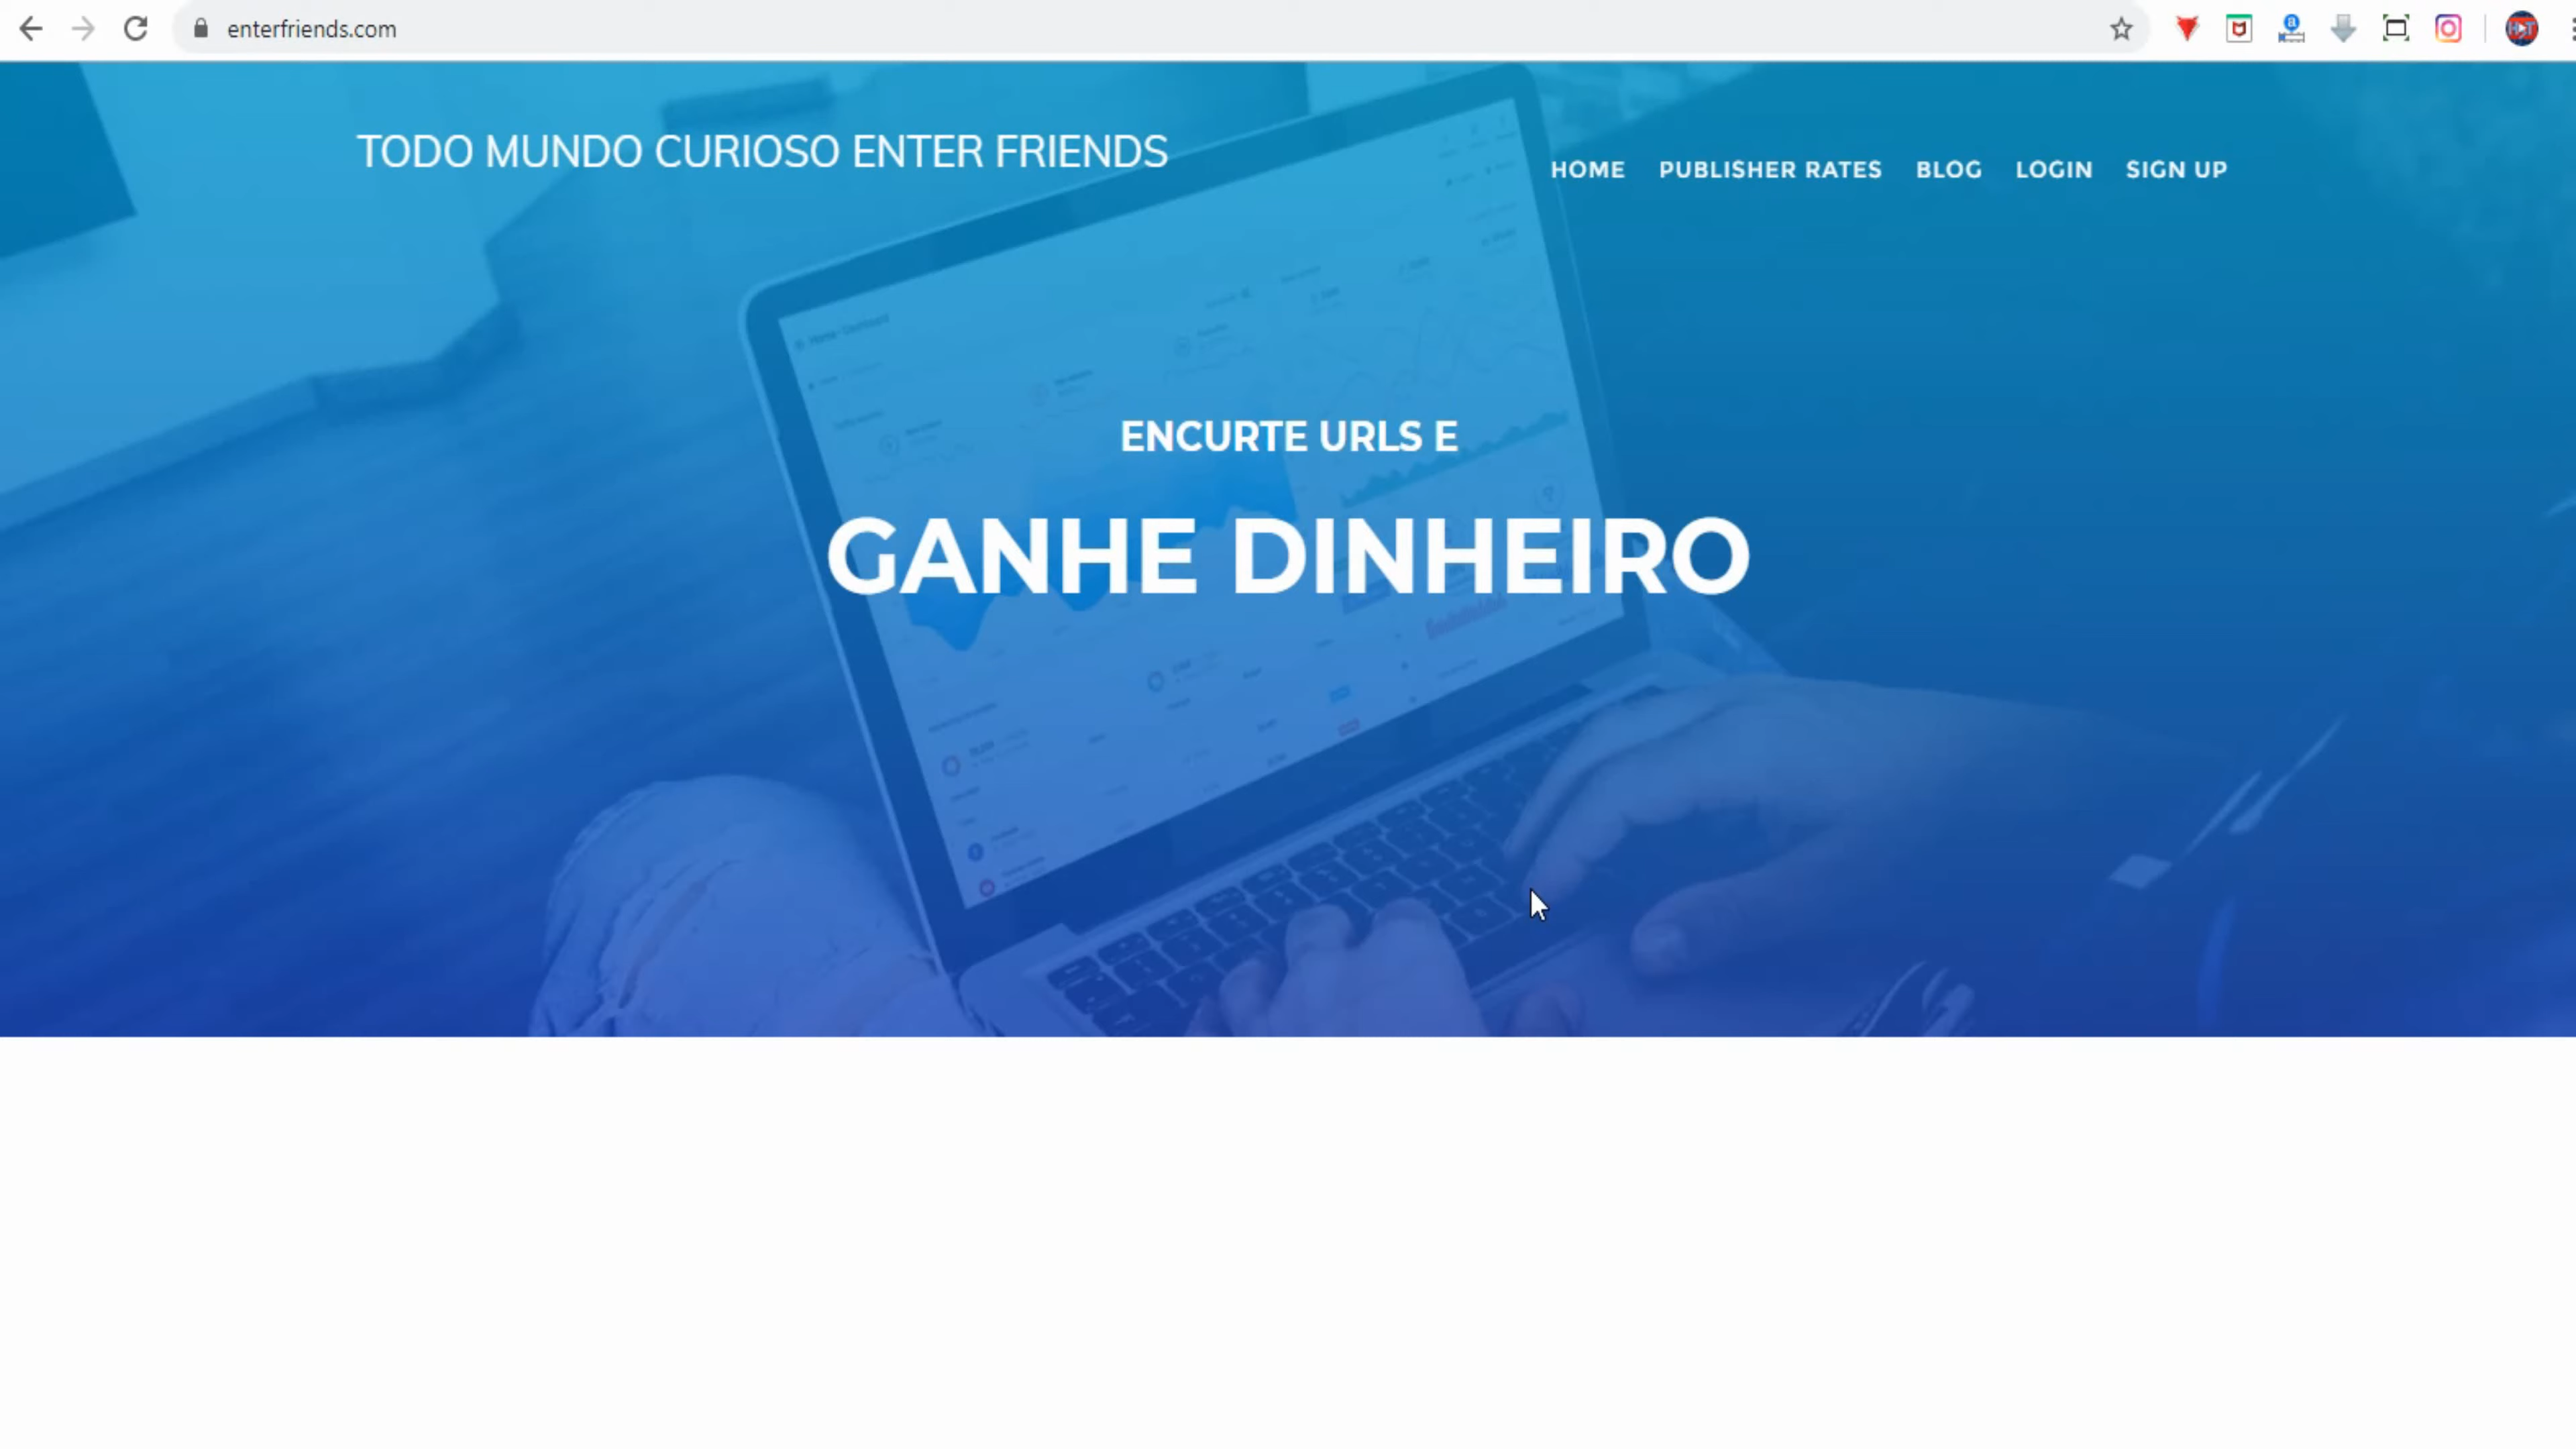 enterfriends.com
TODO MUNDO CURIOSO ENTER FRIENDS
HOME PUBLISHER RATES BLOG LOGIN SIGN UP
ENCURTE URLS E
GANHE DINHEIRO